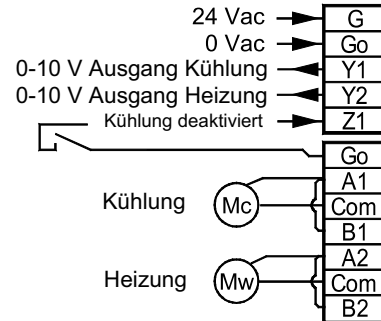 24 Vac G
0 Vac Go
0-10 V Ausgang Kühlung Y1
0-10 V Ausgang Heizung Y2
Kühlung deaktiviert Z1
Go
A1
Kühlung Mc Com
B1
A2
Heizung Mw Com
B2